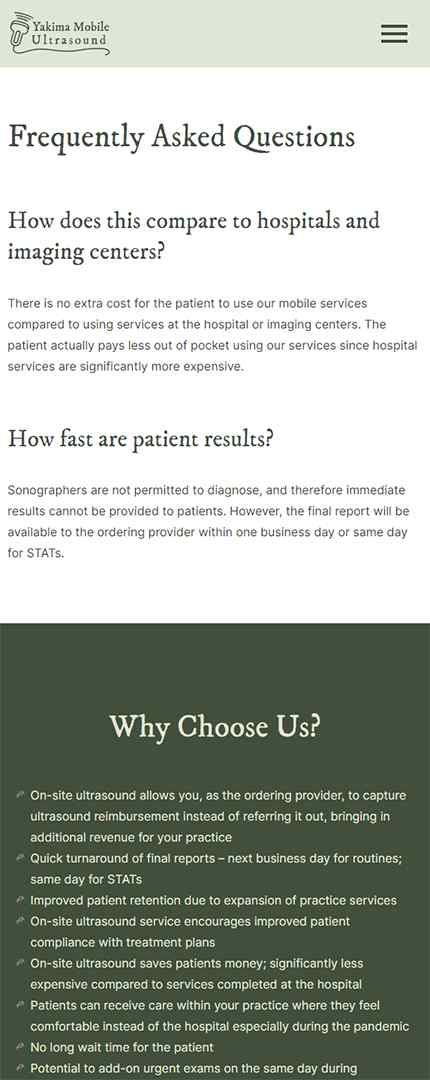 Yakima Mobile
Ultrasound
Frequently Asked Questions
How does this compare to hospitals and
imaging centers?
There is no extra cost for the patient to use our mobile services
compared to using services at the hospital or imaging centers. The
patient actually pays less out of pocket using our services since hospital
services are significantly more expensive.
How fast are patient results?
Sonographers are not permitted to diagnose, and therefore immediate
results cannot be provided to patients. However, the final report will be
available to the ordering provider within one business day or same day
for STATs.
Why Choose Us?
On-site ultrasound allows you, as the ordering provider, to capture
ultrasound reimbursement instead of referring it out, bringing in
additional revenue for your practice
Quick turnaround of final reports – next business day for routines;
same day for STATs
Improved patient retention due to expansion of practice services
On-site ultrasound service encourages improved patient
compliance with treatment plans
On-site ultrasound saves patients money; significantly less
expensive compared to services completed at the hospital
Patients can receive care within your practice where they feel
comfortable instead of the hospital especially during the pandemic
No long wait time for the patient
Potential to add-on urgent exams on the same day during